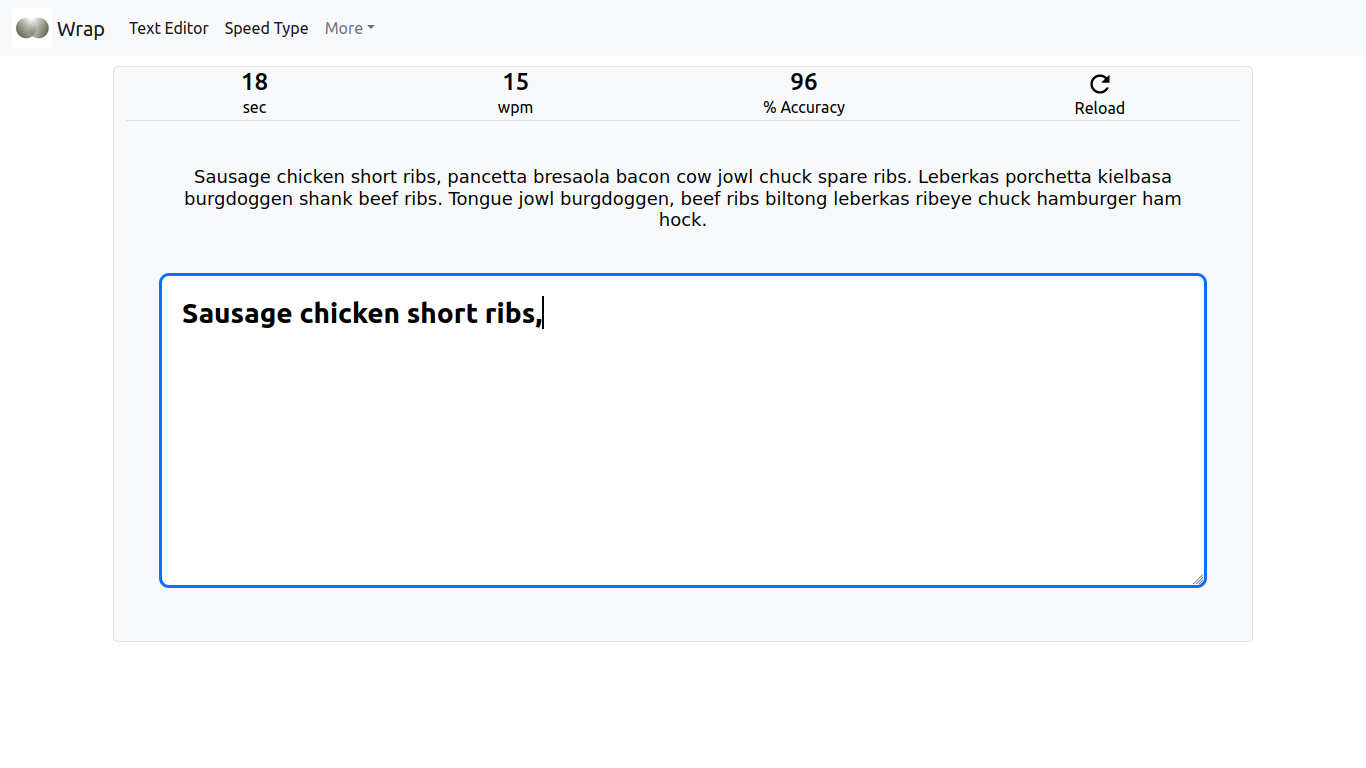 Wrap Text Editor Speed Type More
18 15 96
sec wpm % Accuracy Reload
Sausage chicken short ribs, pancetta bresaola bacon cow jowl chuck spare ribs. Leberkas porchetta kielbasa
burgdoggen shank beef ribs. Tongue jowl burgdoggen, beef ribs biltong leberkas ribeye chuck hamburger ham
hock.
Sausage chicken short ribs,